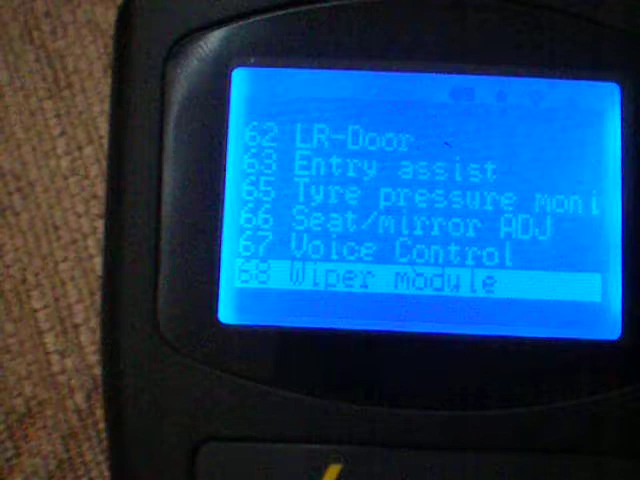 62 LR-Door
63 Entry assist
65 Tyre pressure moni
66 Seat/mirror ADJ
67 Voice Control
68 Wiper module